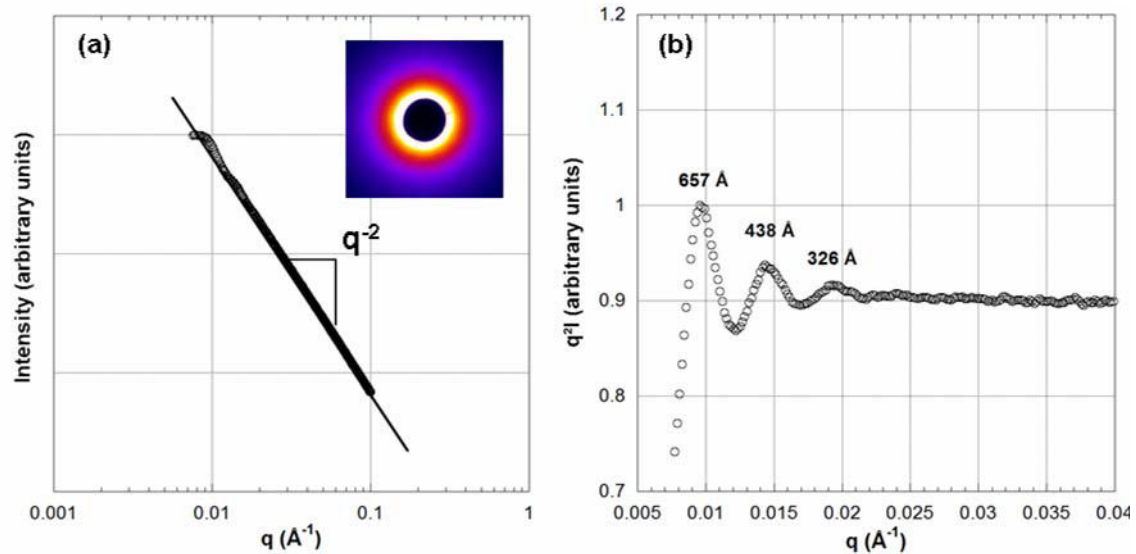 (a)
Intensity (arbitrary units)
q⁻²
0.001
0.01
0.1
1
q (Å⁻¹)
(b)
q²I (arbitrary units)
1.2
1.1
1
0.9
0.8
0.7
657 Å
438 Å
326 Å
0.005
0.01
0.015
0.02
0.025
0.03
0.035
0.04
q (Å⁻¹)